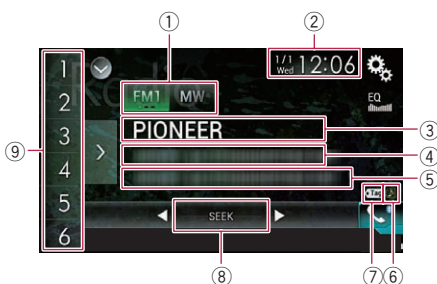 ① ②
Radio
1/1
Wed 12:06
1
2
3
4
5
6
FM1 MW
EQ
PIONEER
SEEK
③
④
⑤
⑥
⑦
⑧
⑨